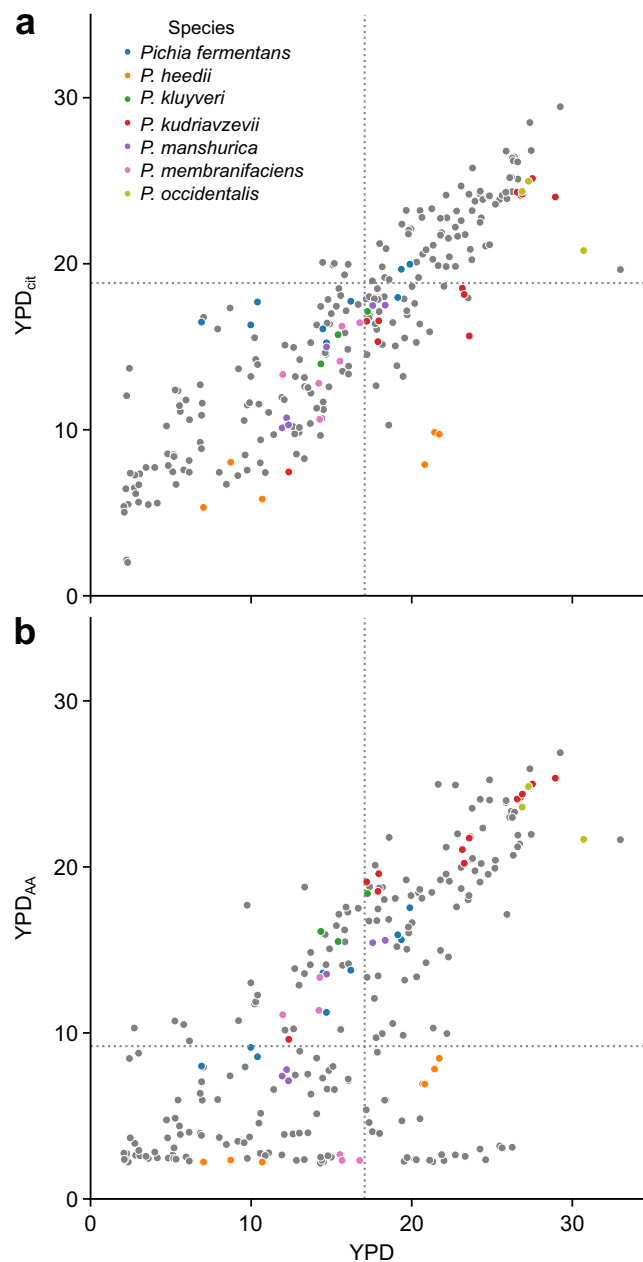 a
Species
Pichia fermentans
P. heedii
P. kluyveri
P. kudriavzevii
P. manshurica
P. membranifaciens
P. occidentalis
30
20
10
0
YPDcit
b
30
20
10
0
YPDAA
0 10 20 30
YPD